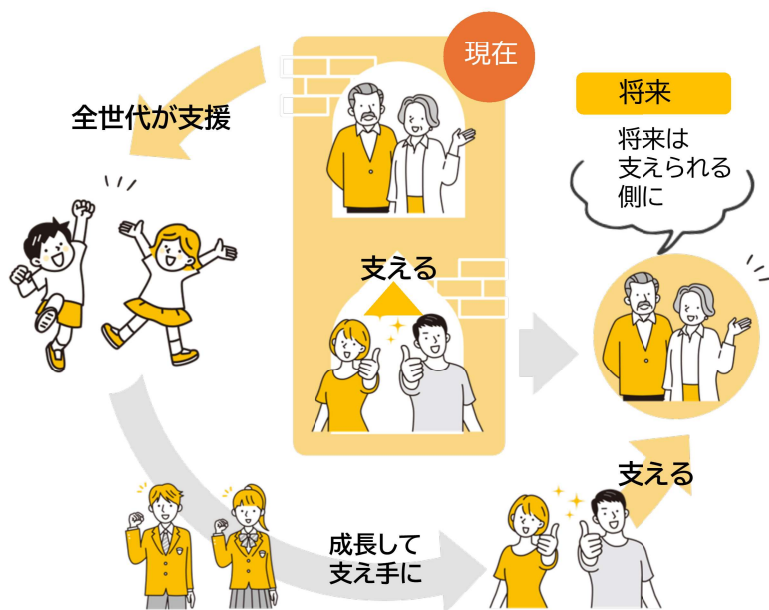 現在
全世代が支援
将来
将来は
支えられる
側に
支える
支える
成長して
支え手に